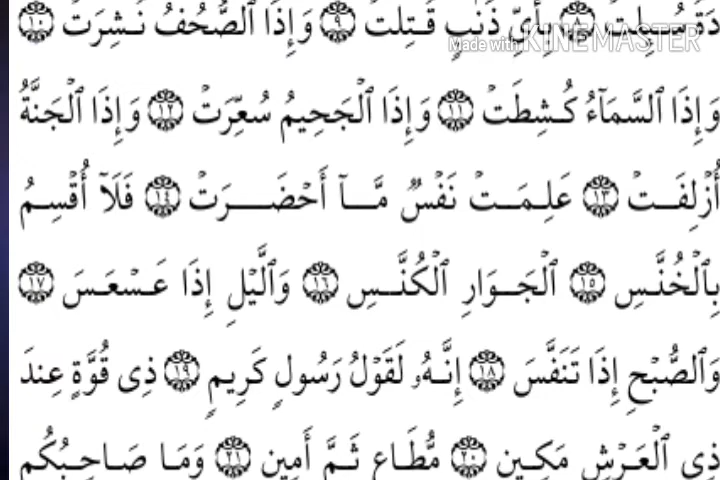 دَةُ سُئِلَتْ ٨ بِأَيِّ ذَنۢبٍ قُتِلَتْ ٩ وَإِذَا ٱلصُّحُفُ نُشِرَتْ ١٠
Made with KINEMASTER
وَإِذَا ٱلسَّمَآءُ كُشِطَتْ ١١ وَإِذَا ٱلْجَحِيمُ سُعِّرَتْ ١٢ وَإِذَا ٱلْجَنَّةُ
أُزْلِفَتْ ١٣ عَلِمَتْ نَفْسٌ مَّآ أَحْضَرَتْ ١٤ فَلَآ أُقْسِمُ
بِٱلْخُنَّسِ ١٥ ٱلْجَوَارِ ٱلْكُنَّسِ ١٦ وَٱلَّيْلِ إِذَا عَسْعَسَ ١٧
وَٱلصُّبْحِ إِذَا تَنَفَّسَ ١٨ إِنَّهُۥ لَقَوْلُ رَسُولٍ كَرِيمٍ ١٩ ذِى قُوَّةٍ عِندَ
ذِى ٱلْعَرْشِ مَكِينٍ ٢٠ مُّطَاعٍ ثَمَّ أَمِينٍ ٢١ وَمَا صَاحِبُكُم